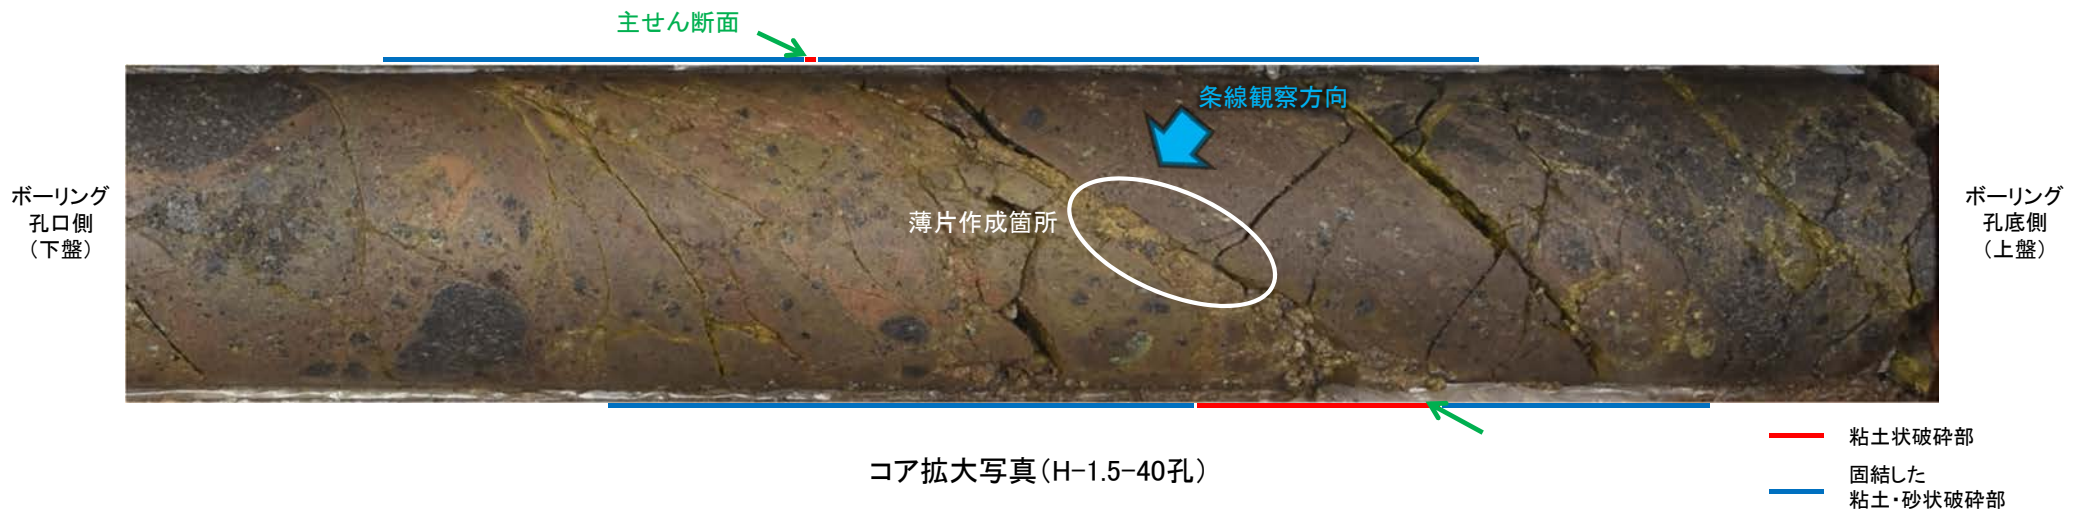 主せん断面
条線観察方向
ボーリング
孔口側
（下盤）
薄片作成箇所
ボーリング
孔底側
（上盤）
コア拡大写真（H-1.5-40孔）
粘土状破砕部
固結した
粘土・砂状破砕部